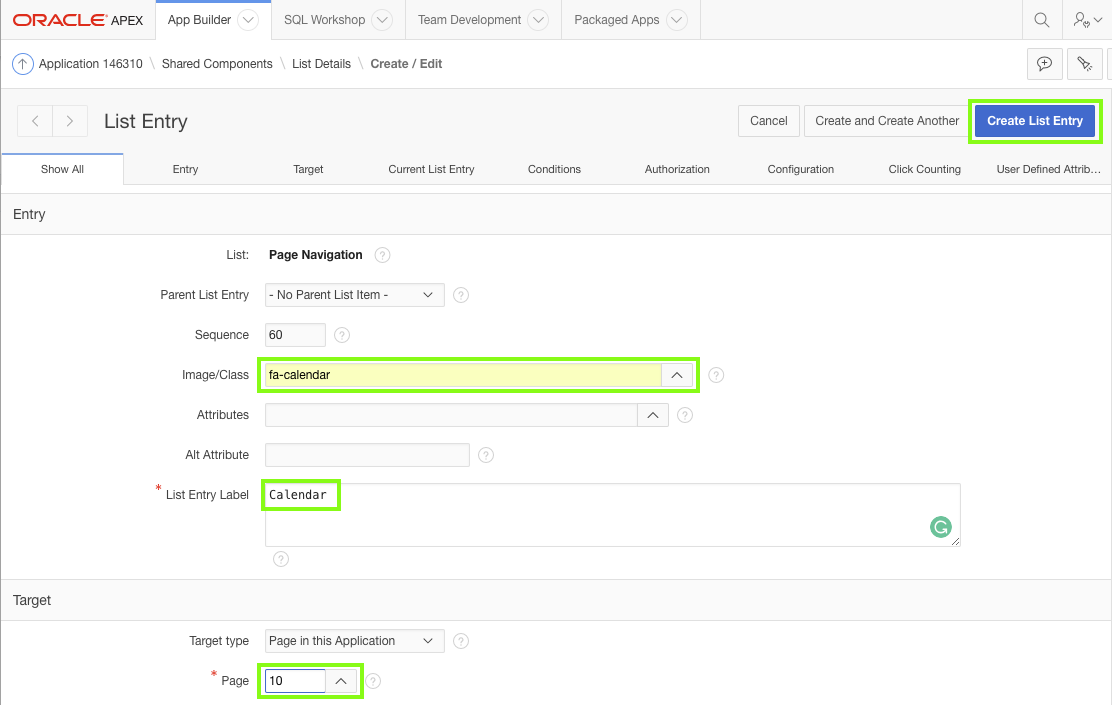 ORACLE APEX App Builder SQL Workshop Team Development Packaged Apps
Application 146310 \ Shared Components \ List Details \ Create / Edit
List Entry Cancel Create and Create Another Create List Entry
Show All Entry Target Current List Entry Conditions Authorization Configuration Click Counting User Defined Attrib...
Entry
List: Page Navigation ?
Parent List Entry - No Parent List Item - ?
Sequence 60 ?
Image/Class fa-calendar ?
Attributes ?
Alt Attribute ?
* List Entry Label Calendar
?
Target
Target type Page in this Application ?
* Page 10 ?